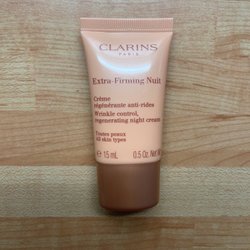 CLARINS
PARIS
Extra-Firming Nuit
Crème
régénérante anti-rides
Wrinkle control,
regenerating night cream
Toutes peaux
All skin types
15 mL 0.5 Oz. Net